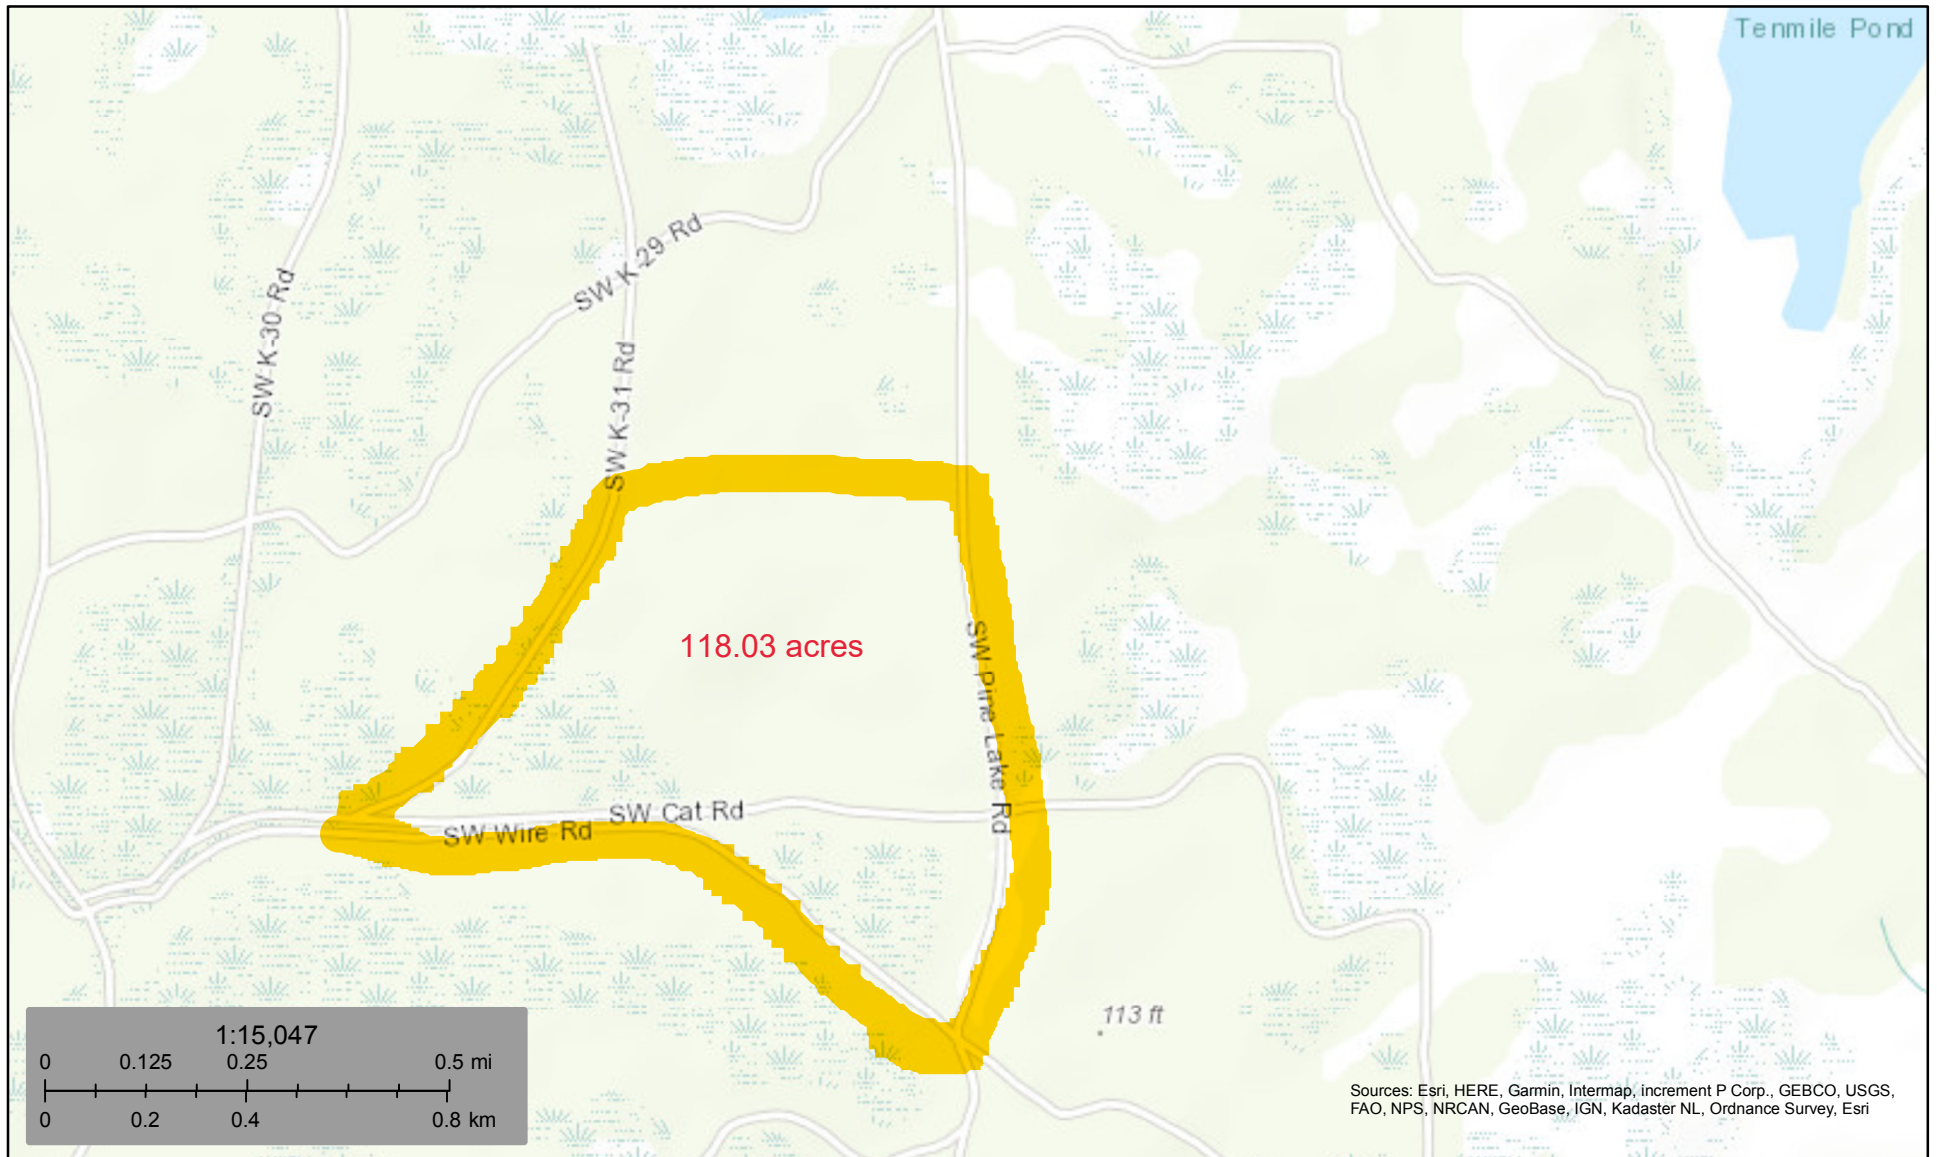 Tenmile Pond
SW K-29 Rd
SW-K-30-Rd
SW-K-31-Rd
118.03 acres
SW-Pine-Lake Rd
SW Cat Rd
SW-Wire Rd
113 ft
1:15,047
0 0.125 0.25 0.5 mi
0 0.2 0.4 0.8 km
Sources: Esri, HERE, Garmin, Intermap, increment P Corp., GEBCO, USGS,
FAO, NPS, NRCAN, GeoBase, IGN, Kadaster NL, Ordnance Survey, Esri